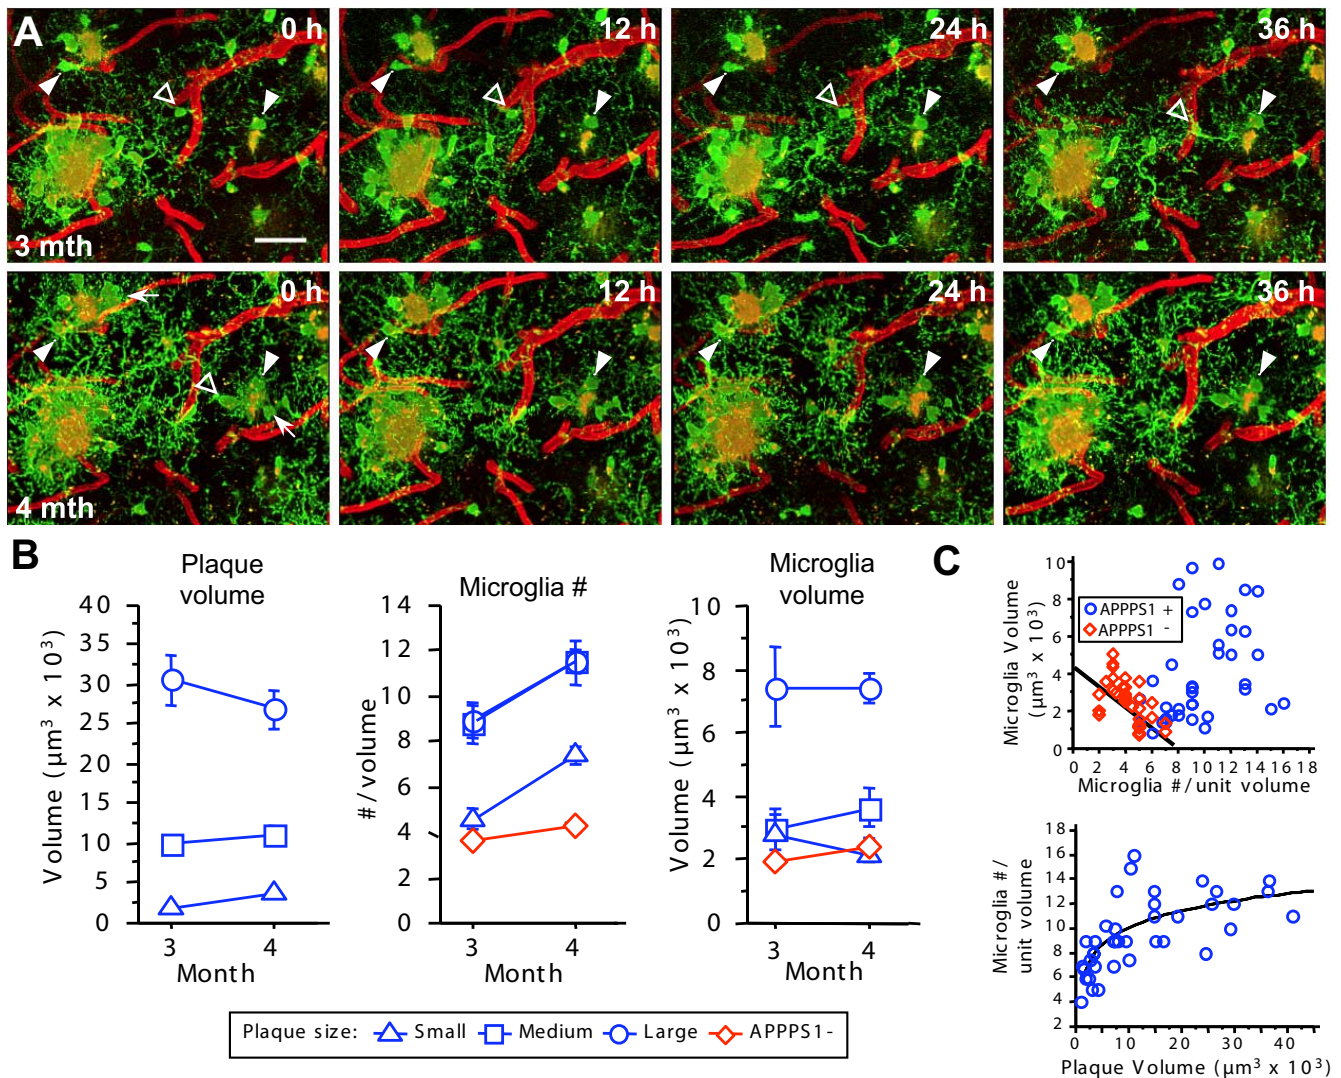 A
0 h
12 h
24 h
36 h
3 mth
0 h
12 h
24 h
36 h
4 mth
B
Plaque
volume
Volume (µm³ x 10³)
40
35
30
25
20
15
10
5
0
3
4
Month
Microglia #
#/volume
14
12
10
8
6
4
2
0
3
4
Month
Microglia
volume
Volume (µm³ x 10³)
10
8
6
4
2
0
3
4
Month
Plaque size: Small Medium Large APPPS1-
C
Microglia Volume
(µm³ x 10³)
10
8
6
4
2
0
APPPS1 +
APPPS1 -
0 2 4 6 8 10 12 14 16 18
Microglia #/unit volume
Microglia #/
unit volume
18
16
14
12
10
8
6
4
2
0 10 20 30 40
Plaque Volume (µm³ x 10³)